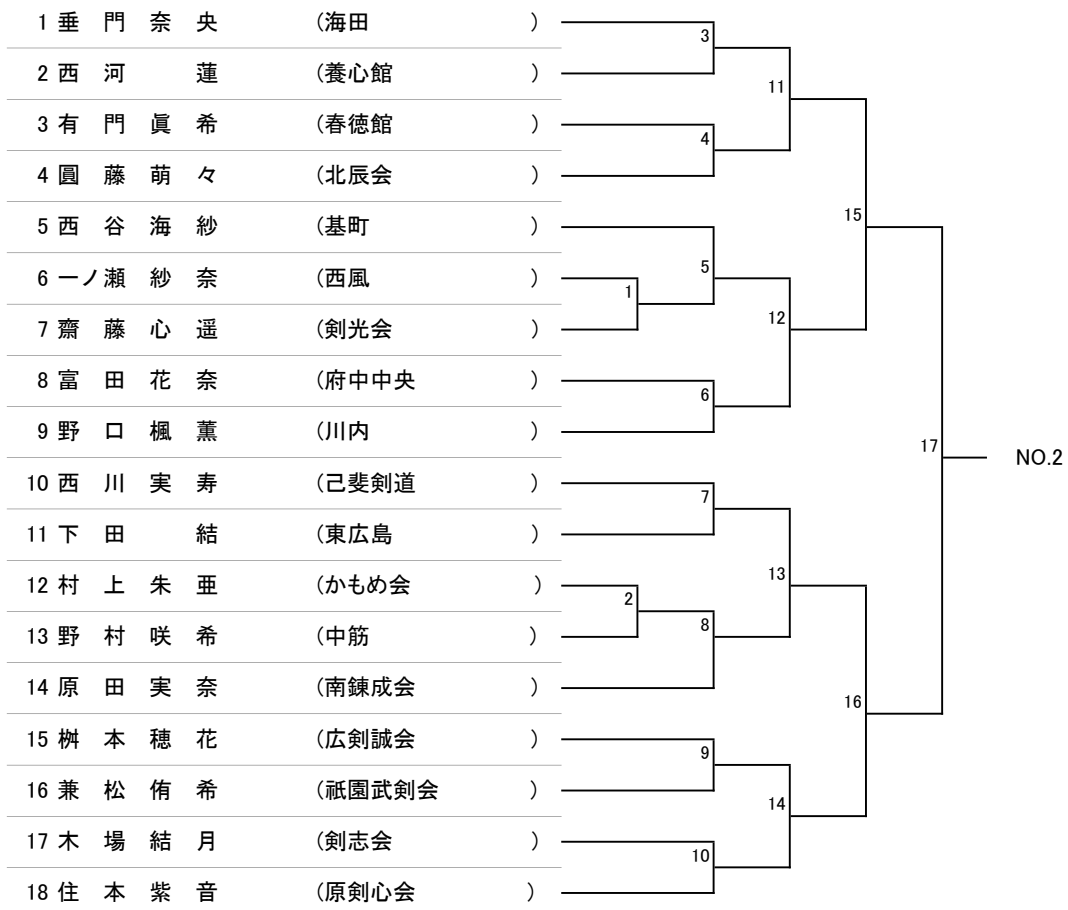 1 垂門奈央 (海田)
3
2 西河蓮 (養心館)
11
3 有門眞希 (春徳館)
4
4 圓藤萌々 (北辰会)
15
5 西谷海紗 (基町)
5
6 一ノ瀬紗奈 (西風)
1
12
7 齋藤心遥 (剣光会)
8 富田花奈 (府中中央)
6
9 野口楓薫 (川内)
17
NO.2
10 西川実寿 (己斐剣道)
7
11 下田結 (東広島)
13
12 村上朱亜 (かもめ会)
2
8
13 野村咲希 (中筋)
14 原田実奈 (南錬成会)
16
15 桝本穂花 (広剣誠会)
9
16 兼松侑希 (祇園武剣会)
14
17 木場結月 (剣志会)
10
18 住本紫音 (原剣心会)